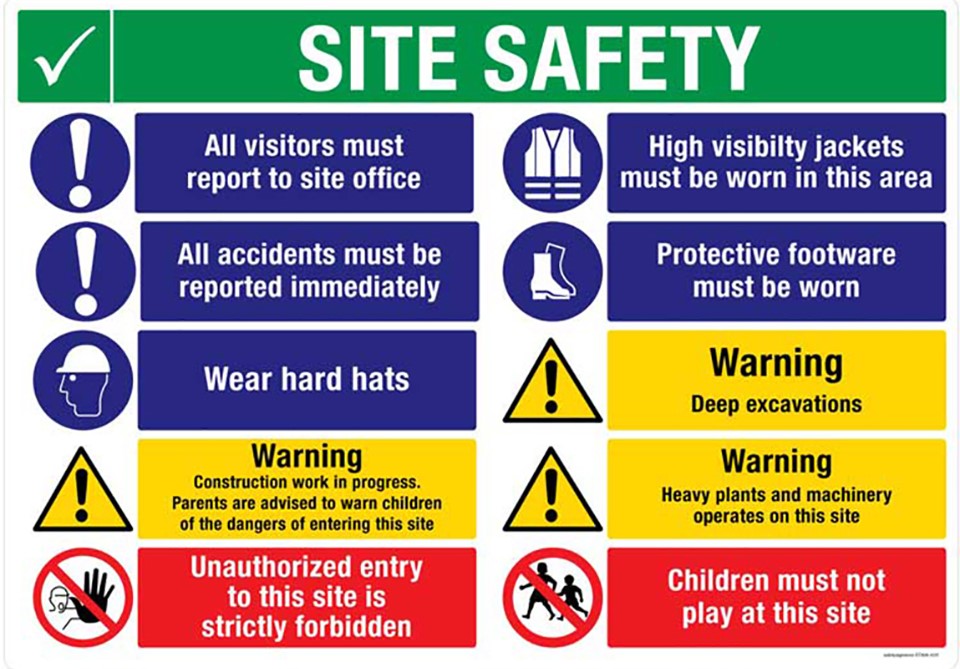 SITE SAFETY
All visitors must
report to site office
High visibilty jackets
must be worn in this area
All accidents must be
reported immediately
Protective footware
must be worn
Wear hard hats
Warning
Deep excavations
Warning
Construction work in progress.
Parents are advised to warn children
of the dangers of entering this site
Warning
Heavy plants and machinery
operates on this site
Unauthorized entry
to this site is
strictly forbidden
Children must not
play at this site